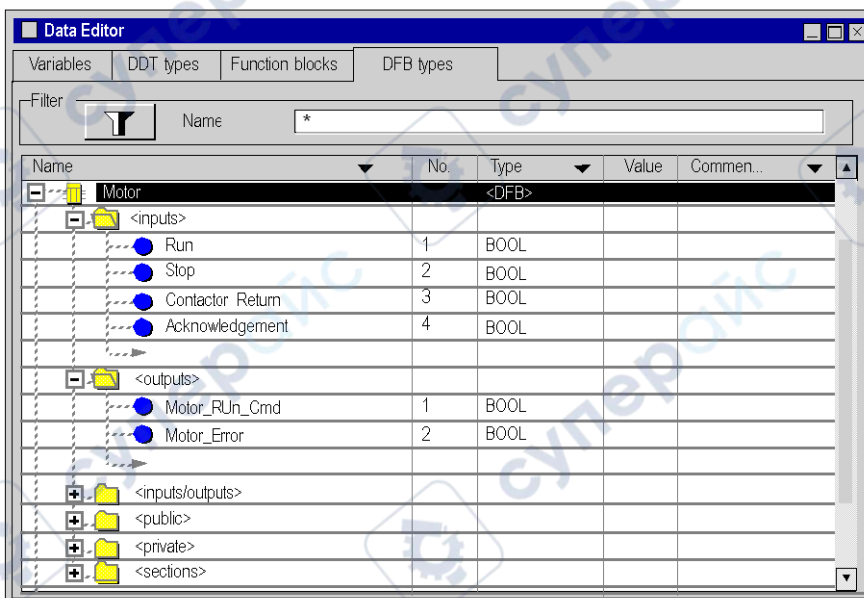 Data Editor
Variables DDT types Function blocks DFB types
Filter
Name *
Name No. Type Value Commen...
Motor <DFB>
<inputs>
Run 1 BOOL
Stop 2 BOOL
Contactor Return 3 BOOL
Acknowledgement 4 BOOL
<outputs>
Motor_RUn_Cmd 1 BOOL
Motor_Error 2 BOOL
<inputs/outputs>
<public>
<private>
<sections>
суперайс